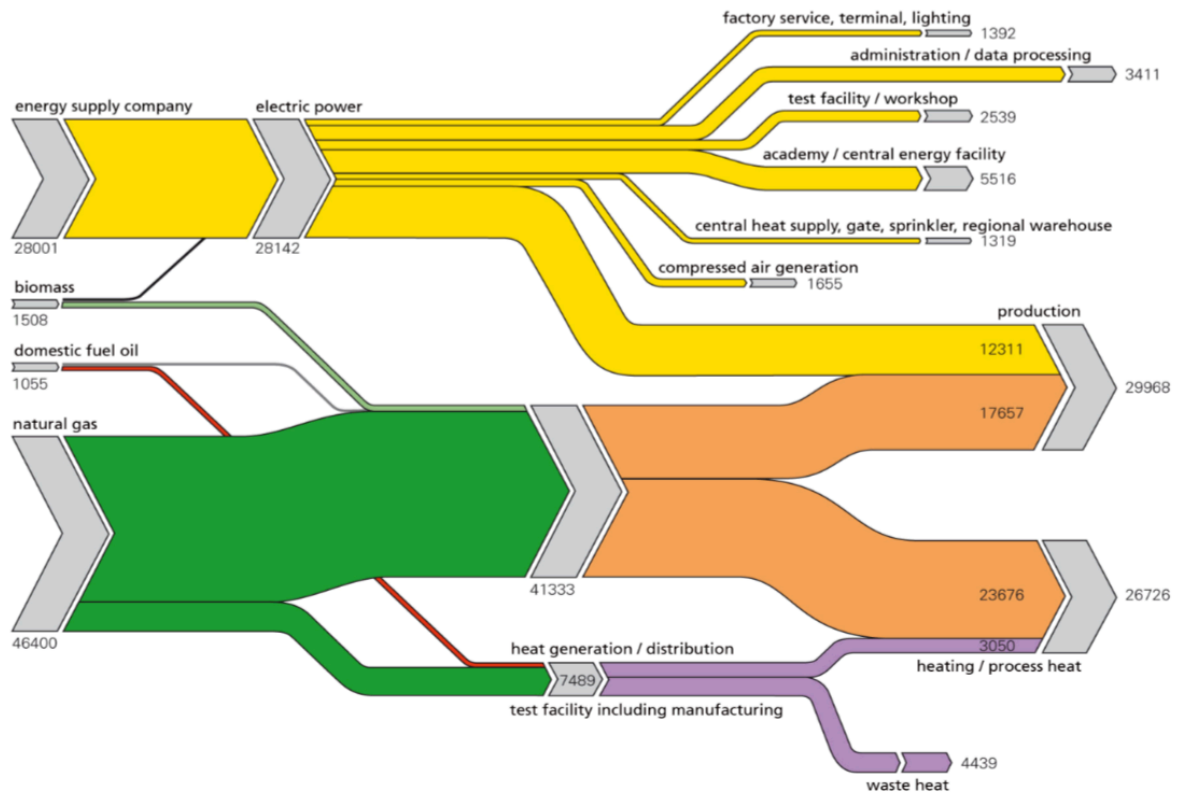 factory service, terminal, lighting
1392
administration / data processing
3411
energy supply company
electric power
test facility / workshop
2539
academy / central energy facility
5516
28001
28142
central heat supply, gate, sprinkler, regional warehouse
1319
compressed air generation
1655
biomass
1508
production
12311
29968
17657
domestic fuel oil
1055
natural gas
41333
23676
26726
46400
heat generation / distribution
3050
heating / process heat
7489
test facility including manufacturing
4439
waste heat